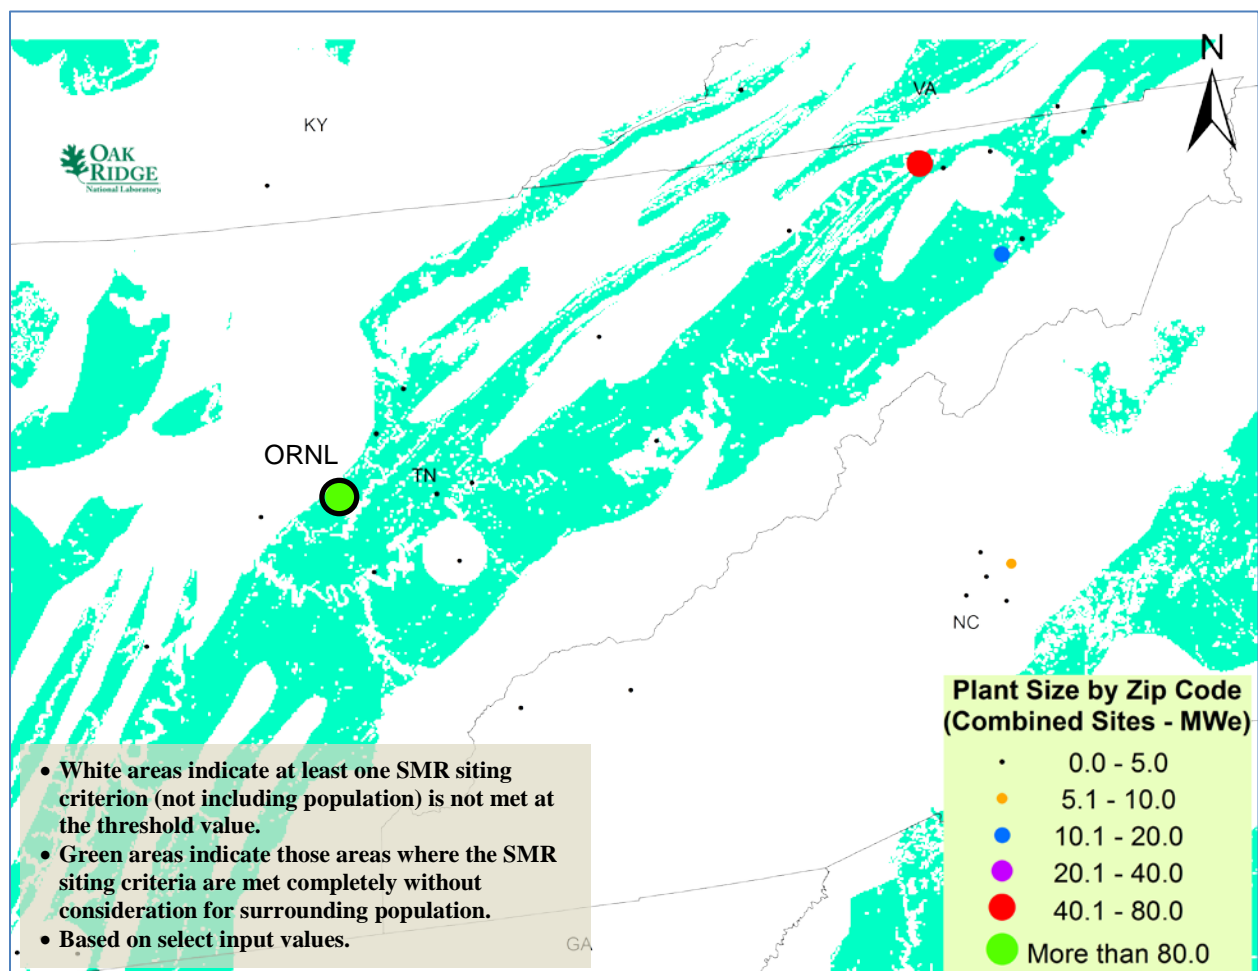 N
VA
KY
OAK
RIDGE
National Laboratory
ORNL
TN
NC
Plant Size by Zip Code
(Combined Sites - MWe)
0.0 - 5.0
5.1 - 10.0
10.1 - 20.0
20.1 - 40.0
40.1 - 80.0
More than 80.0
• White areas indicate at least one SMR siting
criterion (not including population) is not met at
the threshold value.
• Green areas indicate those areas where the SMR
siting criteria are met completely without
consideration for surrounding population.
• Based on select input values.
GA